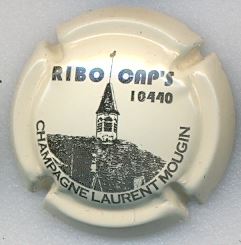 RIBO CAP'S
10440
CHAMPAGNE LAURENT MOUGIN